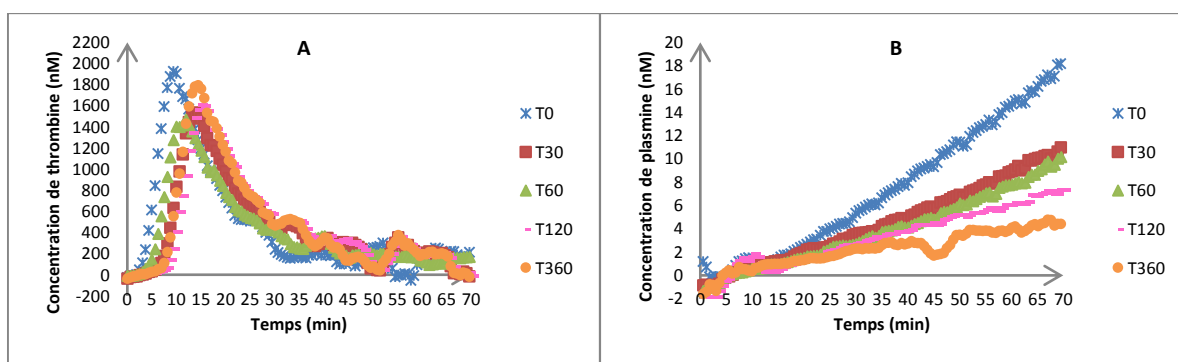 A
Concentration de thrombine (nM)
2200
2000
1800
1600
1400
1200
1000
800
600
400
200
0
-200
0 5 10 15 20 25 30 35 40 45 50 55 60 65 70
Temps (min)
T0
T30
T60
T120
T360
B
Concentration de plasmine (nM)
20
18
16
14
12
10
8
6
4
2
0
-2
0 5 10 15 20 25 30 35 40 45 50 55 60 65 70
Temps (min)
T0
T30
T60
T120
T360